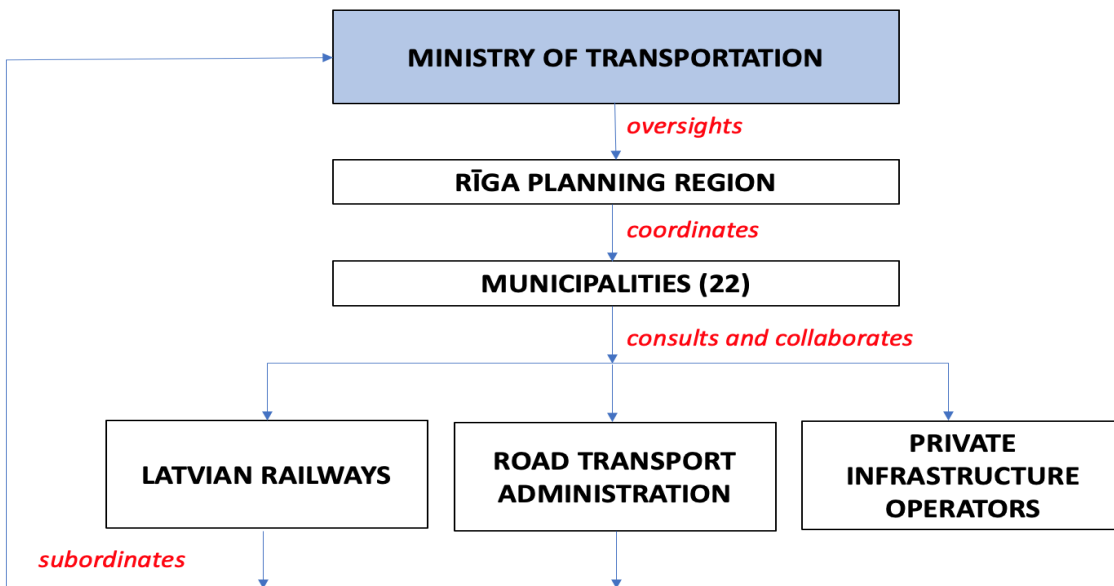 MINISTRY OF TRANSPORTATION
oversights
RĪGA PLANNING REGION
coordinates
MUNICIPALITIES (22)
consults and collaborates
LATVIAN RAILWAYS
ROAD TRANSPORT
ADMINISTRATION
PRIVATE
INFRASTRUCTURE
OPERATORS
subordinates